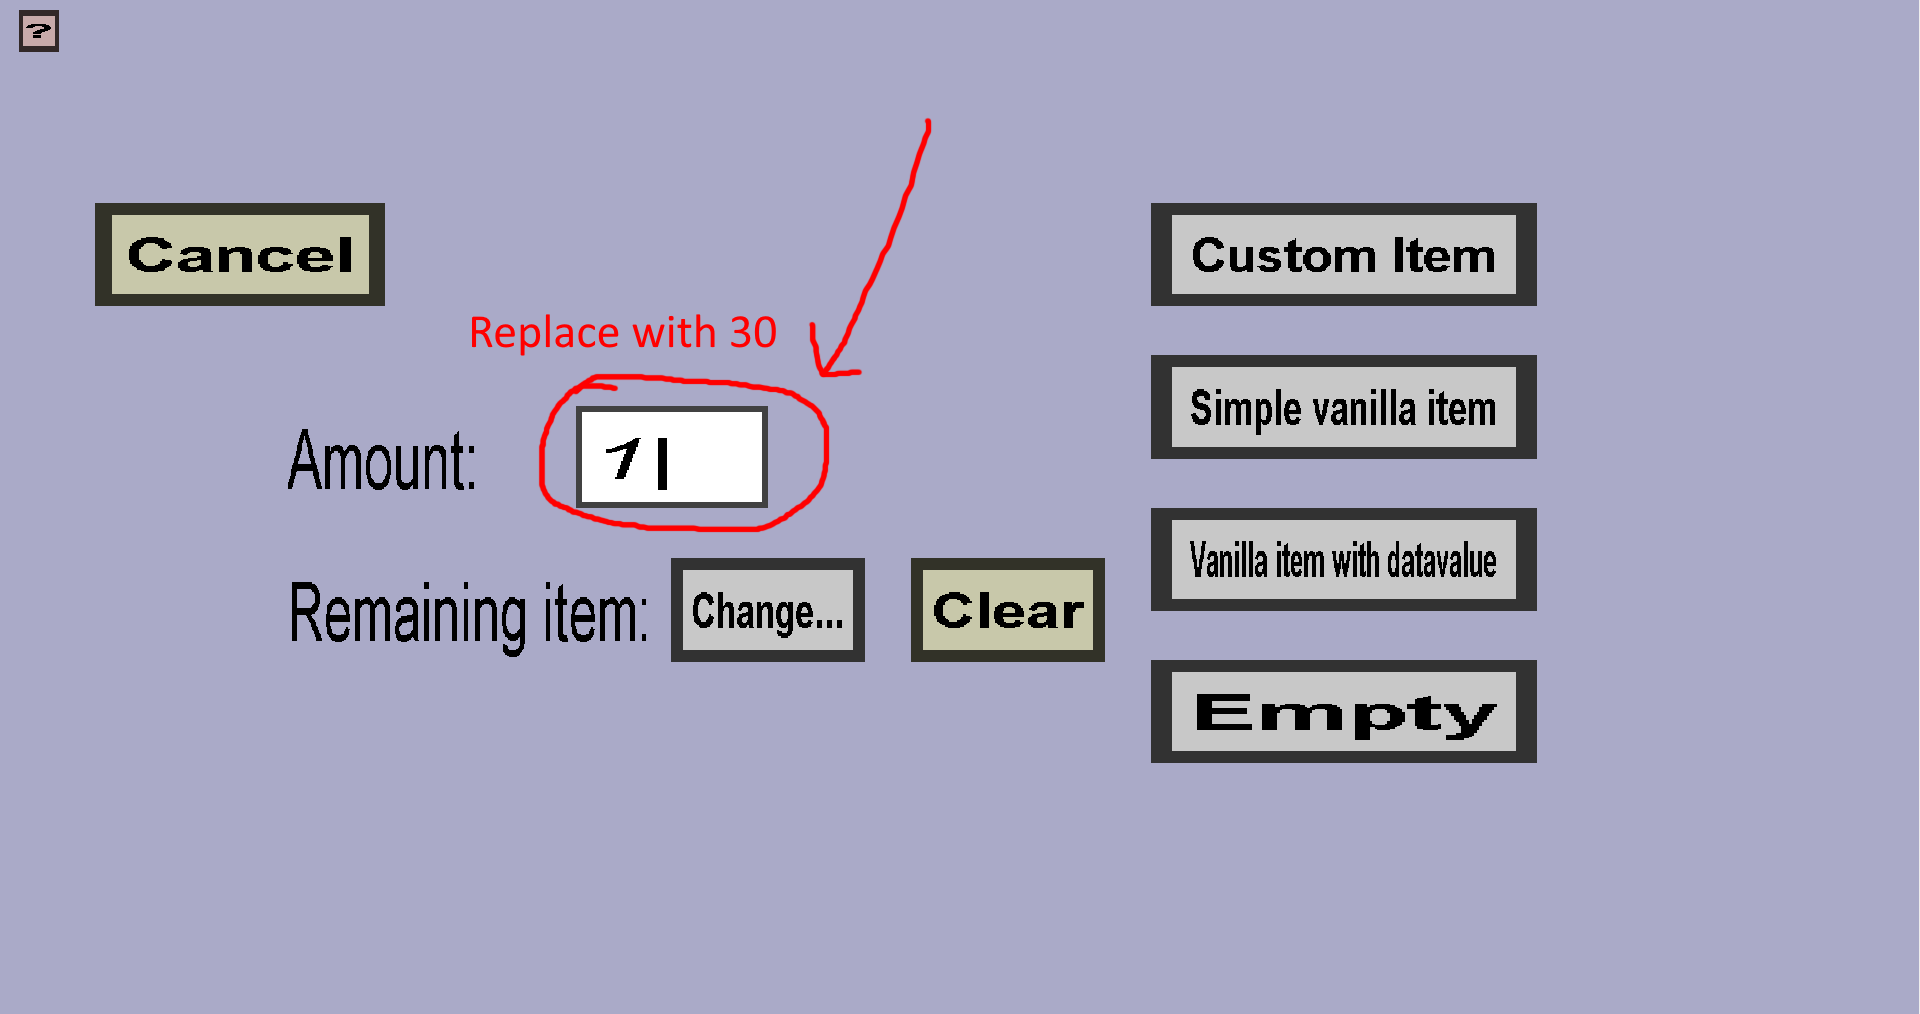 ?
Cancel
Custom Item
Replace with 30
Simple vanilla item
Amount: 1
Vanilla item with datavalue
Remaining item: Change... Clear
Empty